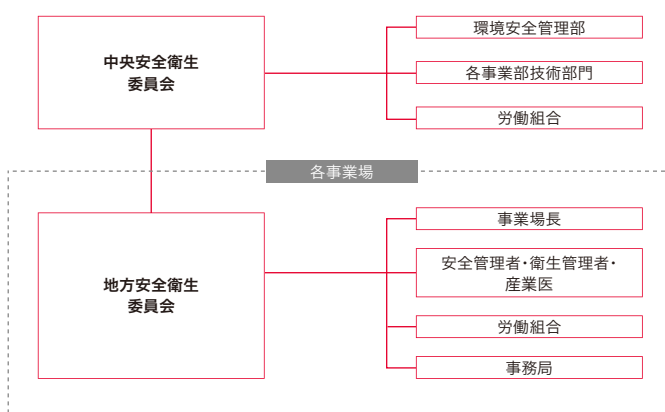 中央安全衛生
委員会
環境安全管理部
各事業部技術部門
労働組合
各事業場
地方安全衛生
委員会
事業場長
安全管理者・衛生管理者・
産業医
労働組合
事務局